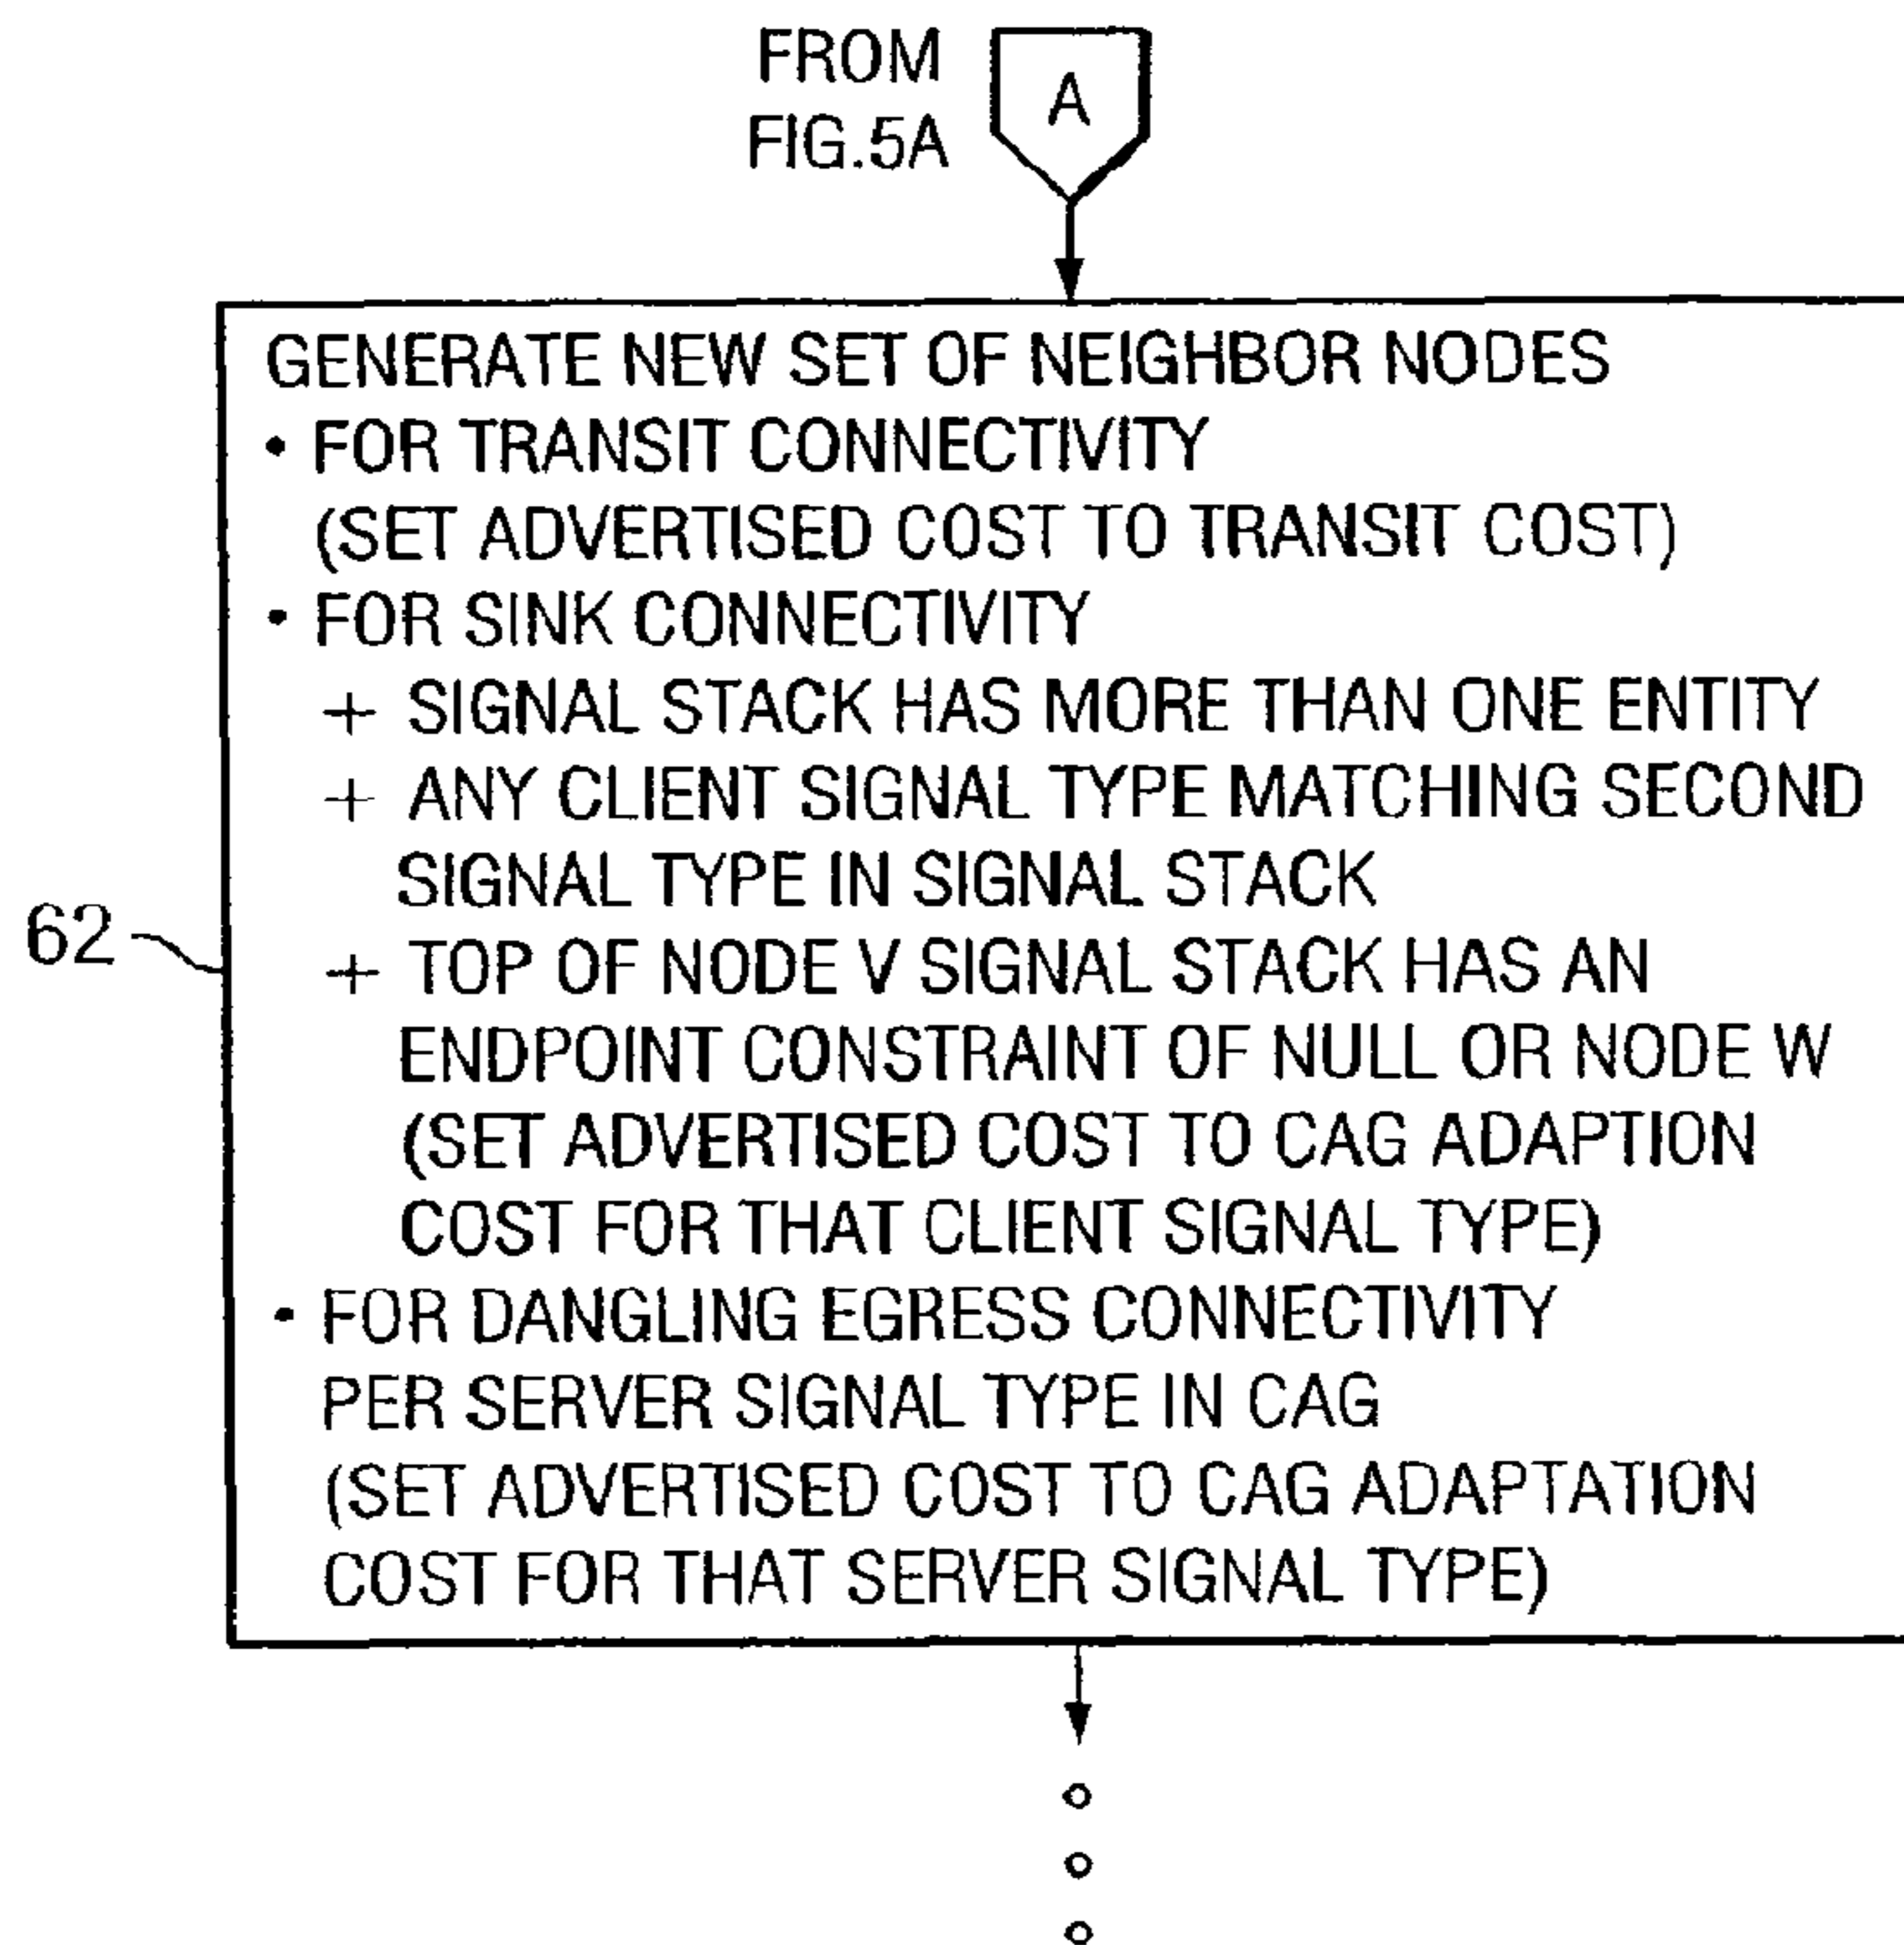 FROM
FIG.5A
A
GENERATE NEW SET OF NEIGHBOR NODES
• FOR TRANSIT CONNECTIVITY
(SET ADVERTISED COST TO TRANSIT COST)
• FOR SINK CONNECTIVITY
+ SIGNAL STACK HAS MORE THAN ONE ENTITY
+ ANY CLIENT SIGNAL TYPE MATCHING SECOND
SIGNAL TYPE IN SIGNAL STACK
+ TOP OF NODE V SIGNAL STACK HAS AN
ENDPOINT CONSTRAINT OF NULL OR NODE W
(SET ADVERTISED COST TO CAG ADAPTION
COST FOR THAT CLIENT SIGNAL TYPE)
• FOR DANGLING EGRESS CONNECTIVITY
PER SERVER SIGNAL TYPE IN CAG
(SET ADVERTISED COST TO CAG ADAPTATION
COST FOR THAT SERVER SIGNAL TYPE)
62